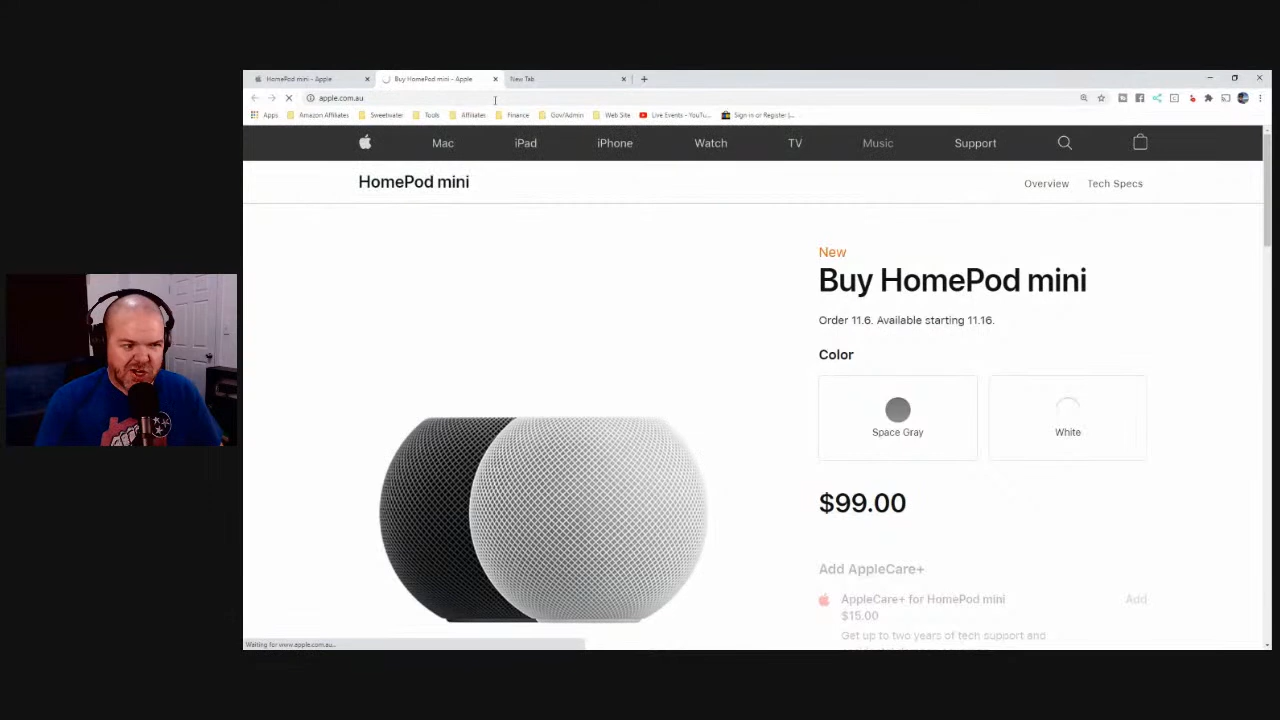 HomePod mini - Apple
Buy HomePod mini - Apple
New Tab
apple.com.au
Apps
Amazon Affiliates
Sweetwater
Tools
Affiliates
Finance
Gov/Admin
Web Site
Live Events - YouTu...
Sign in or Register |...
Mac
iPad
iPhone
Watch
TV
Music
Support
HomePod mini
Overview
Tech Specs
New
Buy HomePod mini
Order 11.6. Available starting 11.16.
Color
Space Gray
White
$99.00
Add AppleCare+
AppleCare+ for HomePod mini
Add
$15.00
Get up to two years of tech support and
Waiting for www.apple.com.au...